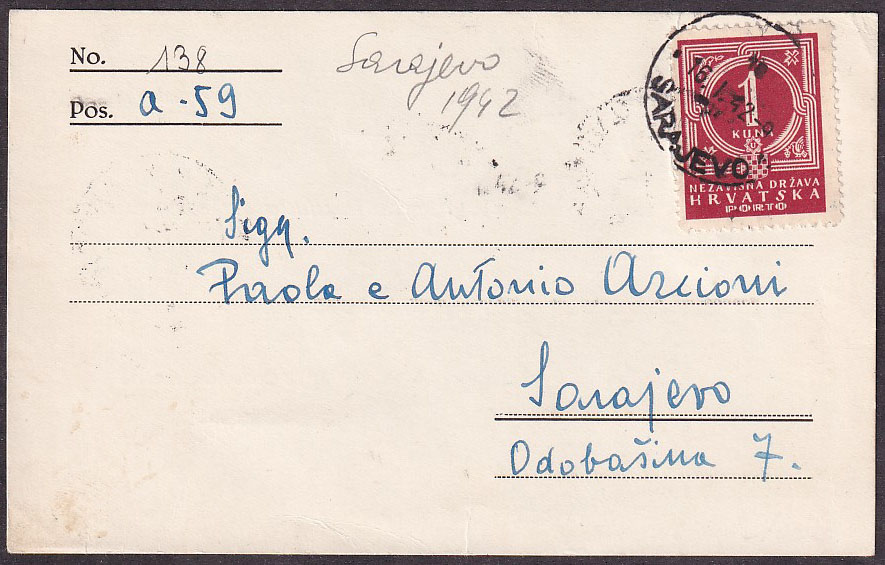 No. 138
Pos. a-59
Sarajevo
1942
SARAJEVO
1
KUN
NEZAVISNA DRŽAVA
HRVATSKA
PORTO
Sigg.
Paola e Antonio Arcioni
Sarajevo
Odobašina 7.